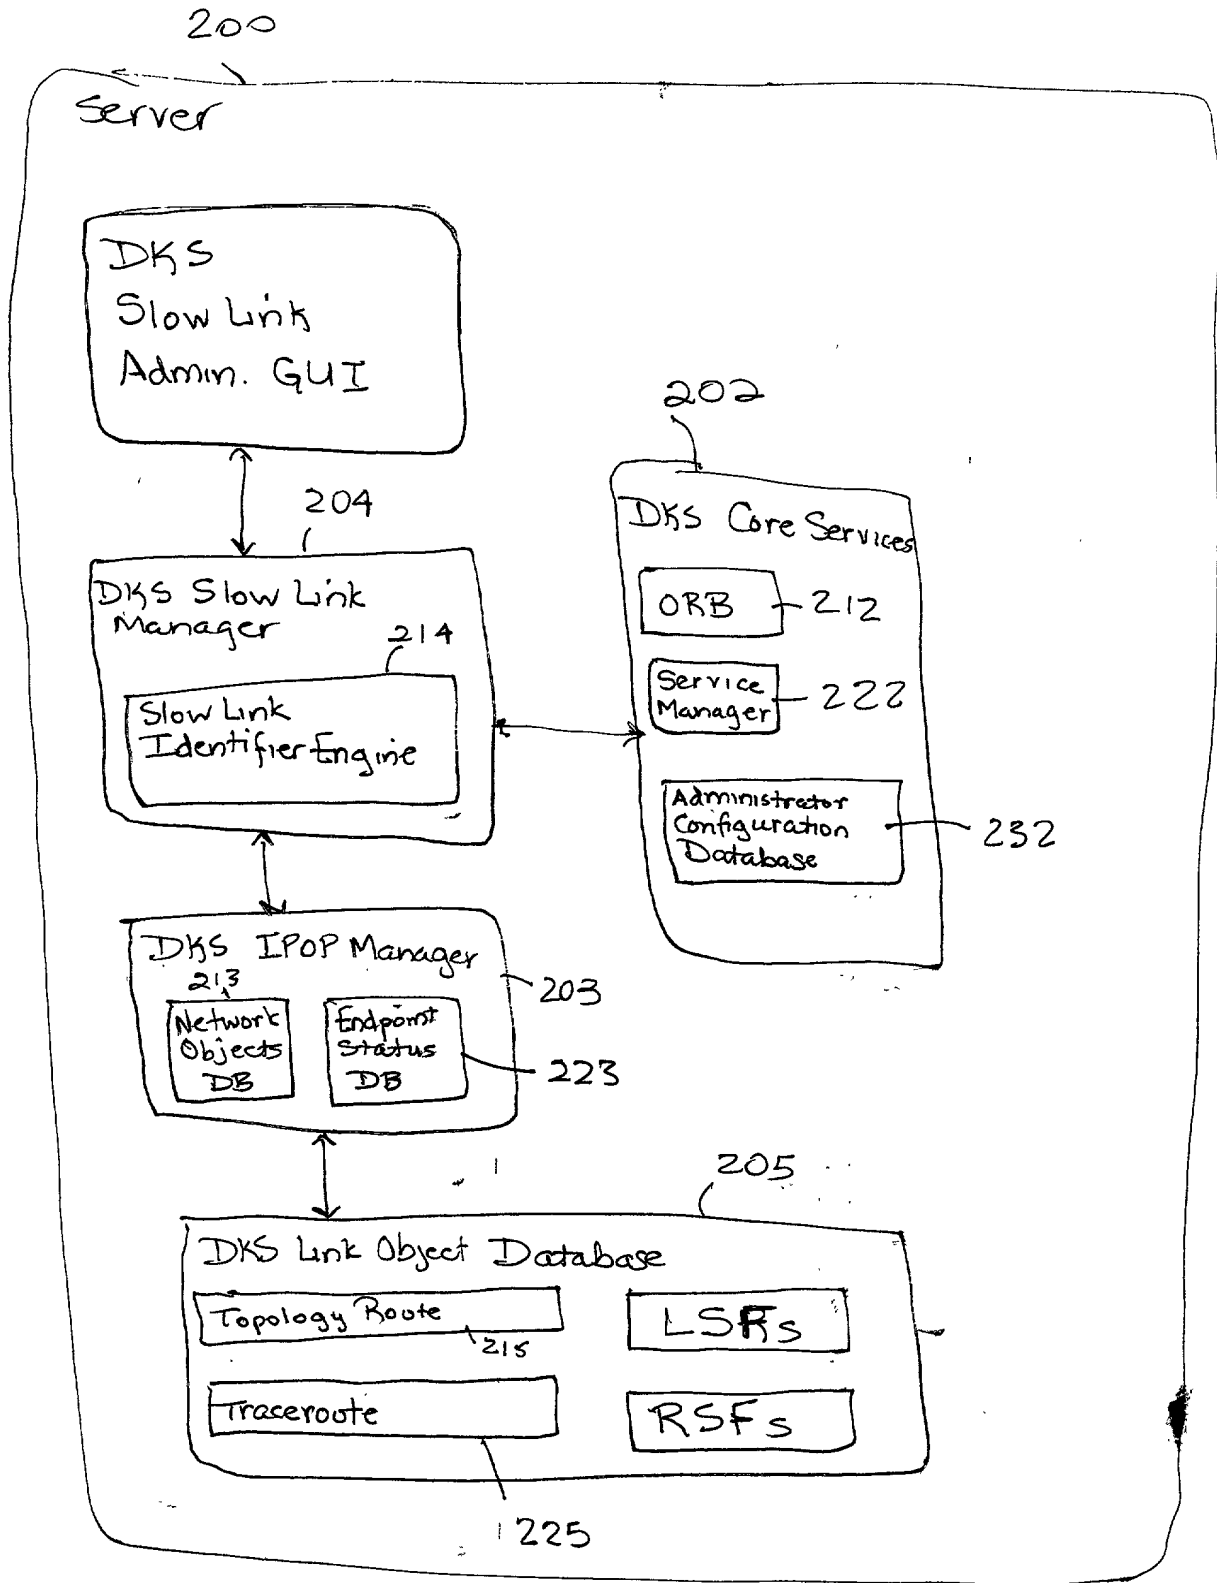 200
Server
DKS
Slow Link
Admin. GUI
202
204
DKS Core Services
ORB
212
Service
Manager
222
Administrator
Configuration
Database
232
DKS Slow Link
Manager
214
Slow Link
Identifier Engine
DKS IPOP Manager
203
213
Network
Objects
DB
Endpoint
Status
DB
223
205
DKS Link Object Database
Topology Route
215
LSFs
Traceroute
RSFs
225